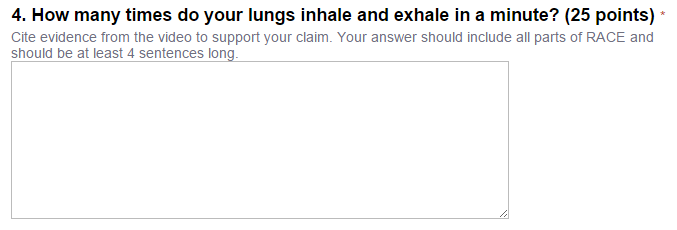 4. How many times do your lungs inhale and exhale in a minute? (25 points) *
Cite evidence from the video to support your claim. Your answer should include all parts of RACE and
should be at least 4 sentences long.